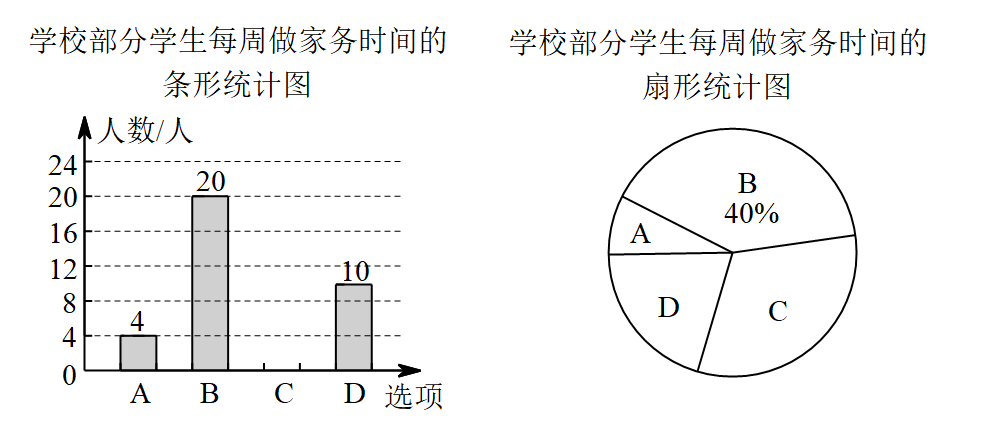 学校部分学生每周做家务时间的
条形统计图
人数/人
24
20
16
12
8
4
0
4
20
10
A
B
C
D
选项
学校部分学生每周做家务时间的
扇形统计图
B
40%
A
D
C